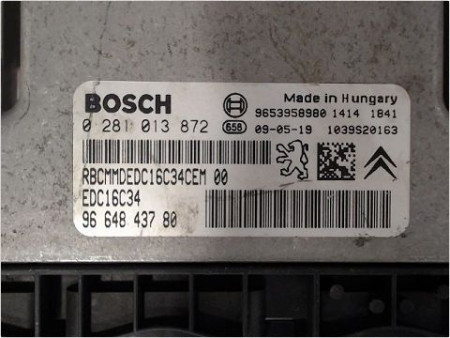 BOSCH
Made in Hungary
9653958980 1414 1841
0 281 013 872 658 09-05-19 1039S20163
RBCMMDEDC16C34CEM 00
EDC16C34
96 648 437 80